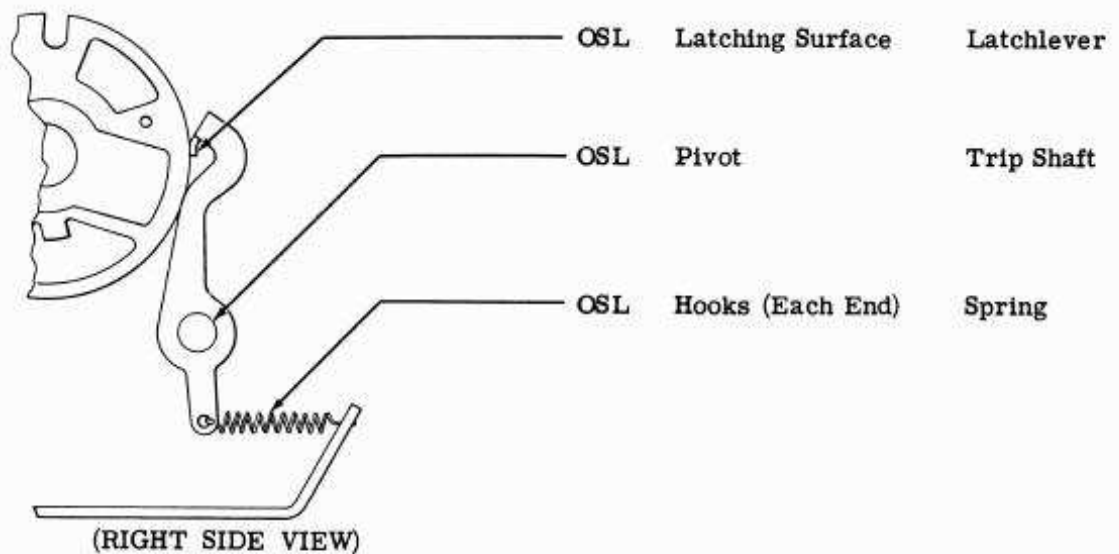 OSL Latching Surface Latchlever
OSL Pivot Trip Shaft
OSL Hooks (Each End) Spring
(RIGHT SIDE VIEW)